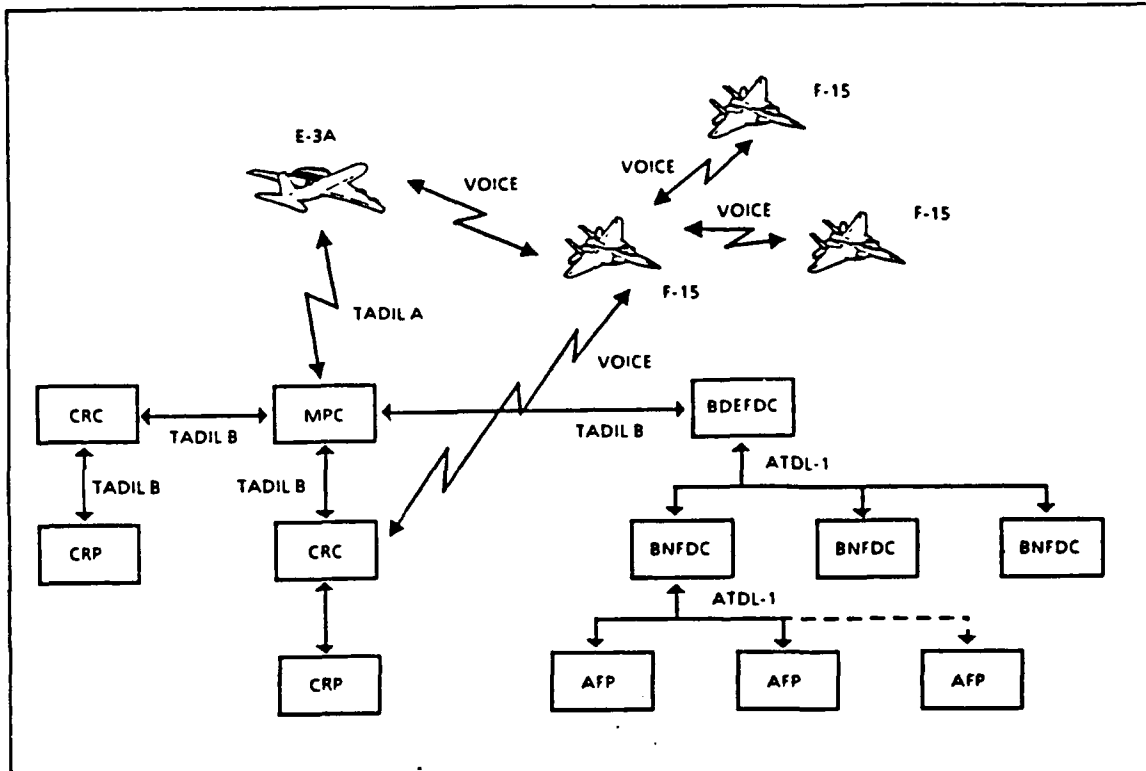 F-15
E-3A
VOICE
VOICE
F-15
VOICE
F-15
TADIL A
VOICE
CRC
MPC
BDEFDC
TADIL B
TADIL B
TADIL B
TADIL B
ATDL-1
CRP
CRC
BNFDC
BNFDC
BNFDC
ATDL-1
CRP
AFP
AFP
AFP